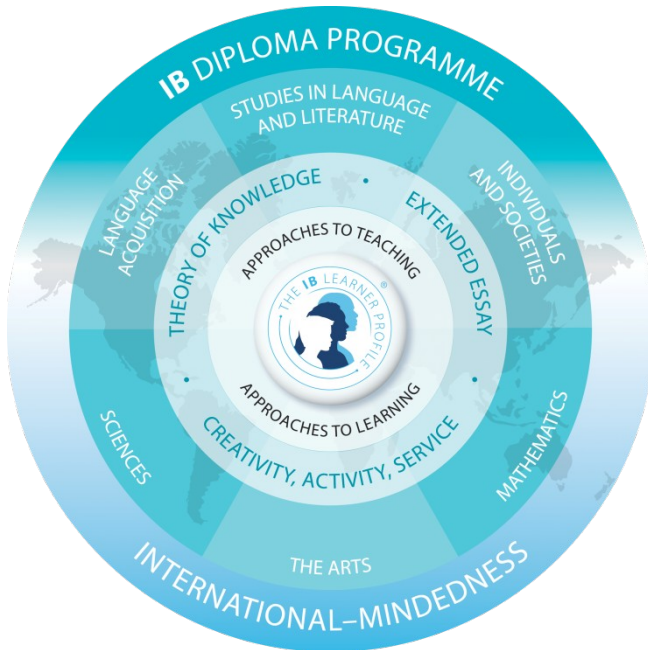 IB DIPLOMA PROGRAMME
STUDIES IN LANGUAGE
AND LITERATURE
LANGUAGE
ACQUISITION
INDIVIDUALS
AND SOCIETIES
THEORY OF KNOWLEDGE
•
EXTENDED ESSAY
•
APPROACHES TO TEACHING
THE IB LEARNER PROFILE
®
APPROACHES TO LEARNING
•
CREATIVITY, ACTIVITY, SERVICE
SCIENCES
MATHEMATICS
THE ARTS
INTERNATIONAL–MINDEDNESS